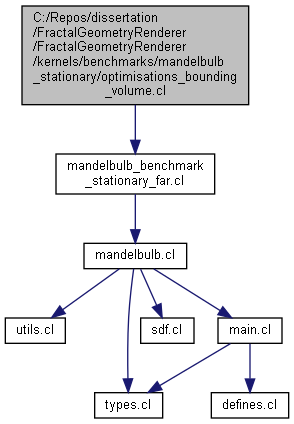 C:/Repos/dissertation
/FractalGeometryRenderer
/FractalGeometryRenderer
/kernels/benchmarks/mandelbulb
_stationary/optimisations_bounding
_volume.cl
mandelbulb_benchmark
_stationary_far.cl
mandelbulb.cl
utils.cl
sdf.cl
main.cl
types.cl
defines.cl